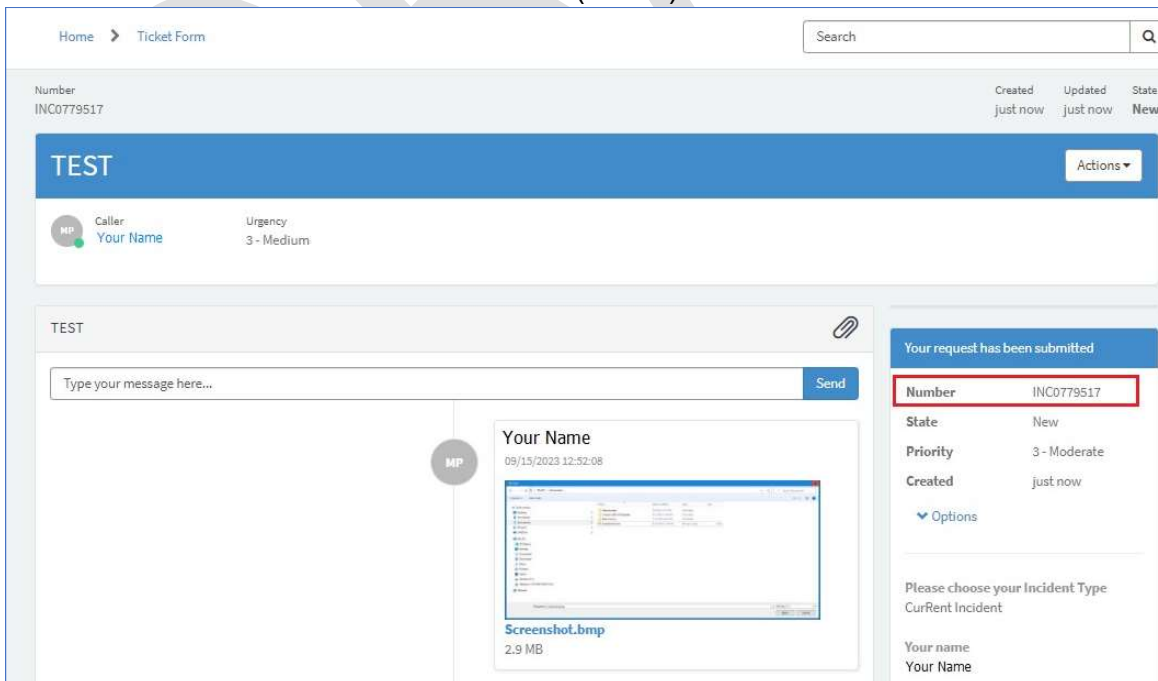 Home > Ticket Form
Search
Number
INC0779517
Created Updated State
just now just now New
TEST
Actions
MP
Caller
Your Name
Urgency
3 - Medium
TEST
Type your message here...
Send
MP
Your Name
09/15/2023 12:52:08
Screenshot.bmp
2.9 MB
Your request has been submitted
Number INC0779517
State New
Priority 3 - Moderate
Created just now
Options
Please choose your Incident Type
CurRent Incident
Your name
Your Name